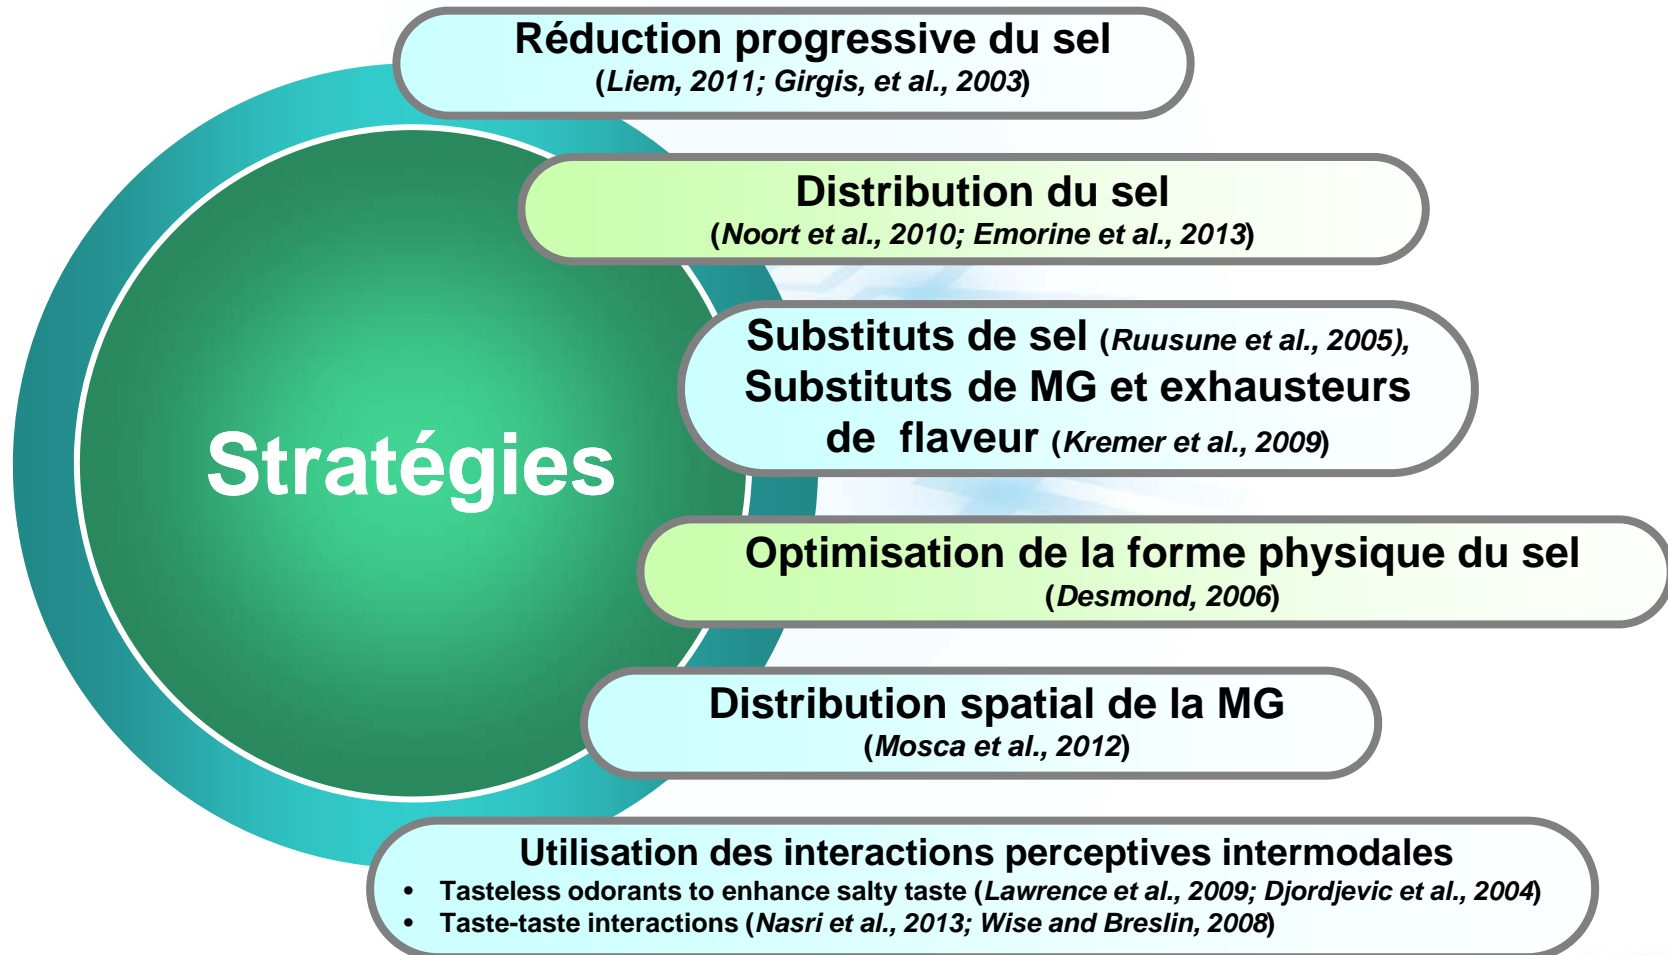 Réduction progressive du sel
(Liem, 2011; Girgis, et al., 2003)
Distribution du sel
(Noort et al., 2010; Emorine et al., 2013)
Substituts de sel (Ruusune et al., 2005),
Substituts de MG et exhausteurs
de flaveur (Kremer et al., 2009)
Stratégies
Optimisation de la forme physique du sel
(Desmond, 2006)
Distribution spatial de la MG
(Mosca et al., 2012)
Utilisation des interactions perceptives intermodales
• Tasteless odorants to enhance salty taste (Lawrence et al., 2009; Djordjevic et al., 2004)
• Taste-taste interactions (Nasri et al., 2013; Wise and Breslin, 2008)